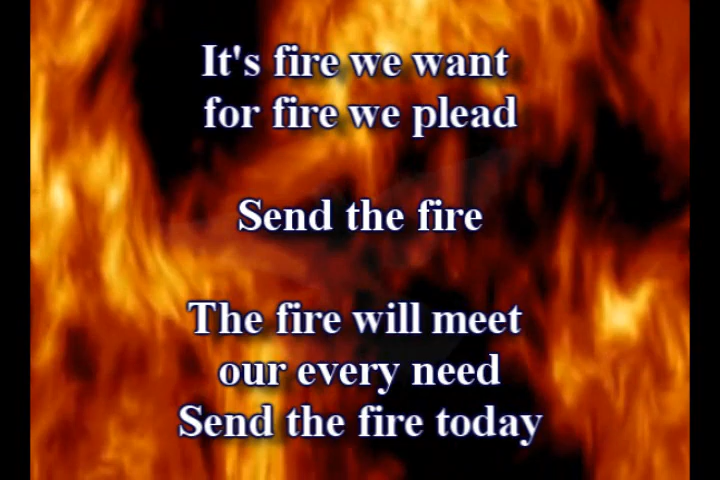 It's fire we want
for fire we plead
Send the fire
The fire will meet
our every need
Send the fire today